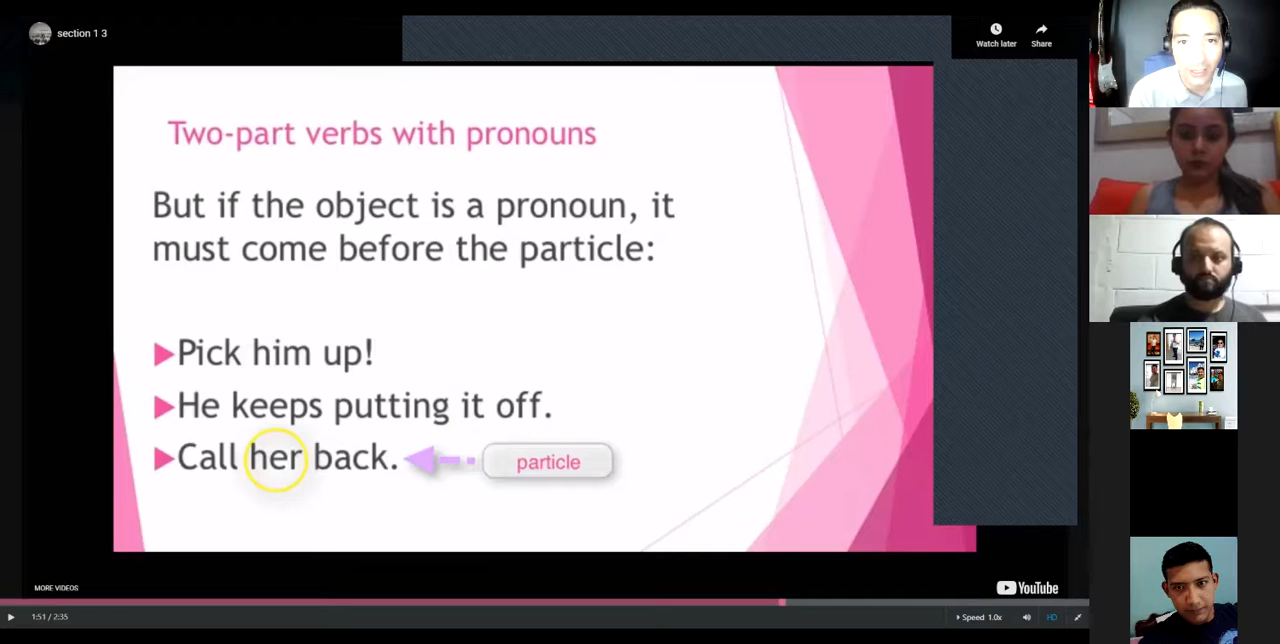 section 1 3
Watch later
Share
Two-part verbs with pronouns
But if the object is a pronoun, it
must come before the particle:
Pick him up!
He keeps putting it off.
Call her back.
particle
MORE VIDEOS
YouTube
1:51 / 2:35
Speed 1.0x
HD